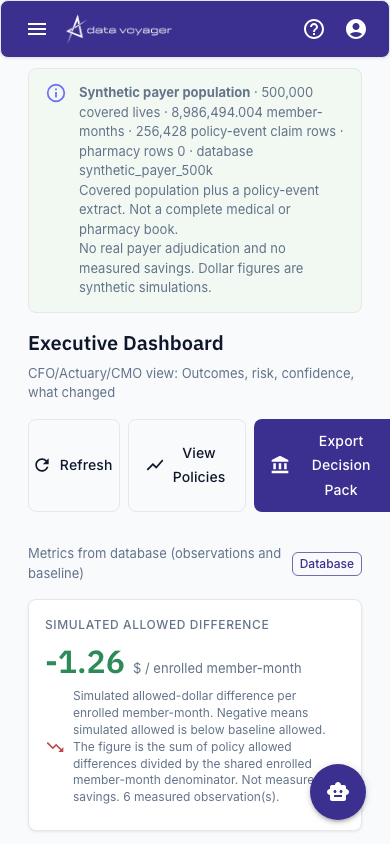 data voyager
Synthetic payer population · 500,000
covered lives · 8,986,494.004 member-
months · 256,428 policy-event claim rows ·
pharmacy rows 0 · database
synthetic_payer_500k
Covered population plus a policy-event
extract. Not a complete medical or
pharmacy book.
No real payer adjudication and no
measured savings. Dollar figures are
synthetic simulations.
Executive Dashboard
CFO/Actuary/CMO view: Outcomes, risk, confidence,
what changed
Refresh
View
Policies
Export
Decision
Pack
Metrics from database (observations and
baseline)
Database
SIMULATED ALLOWED DIFFERENCE
-1.26 $ / enrolled member-month
Simulated allowed-dollar difference per
enrolled member-month. Negative means
simulated allowed is below baseline allowed.
The figure is the sum of policy allowed
differences divided by the shared enrolled
member-month denominator. Not measure
savings. 6 measured observation(s).